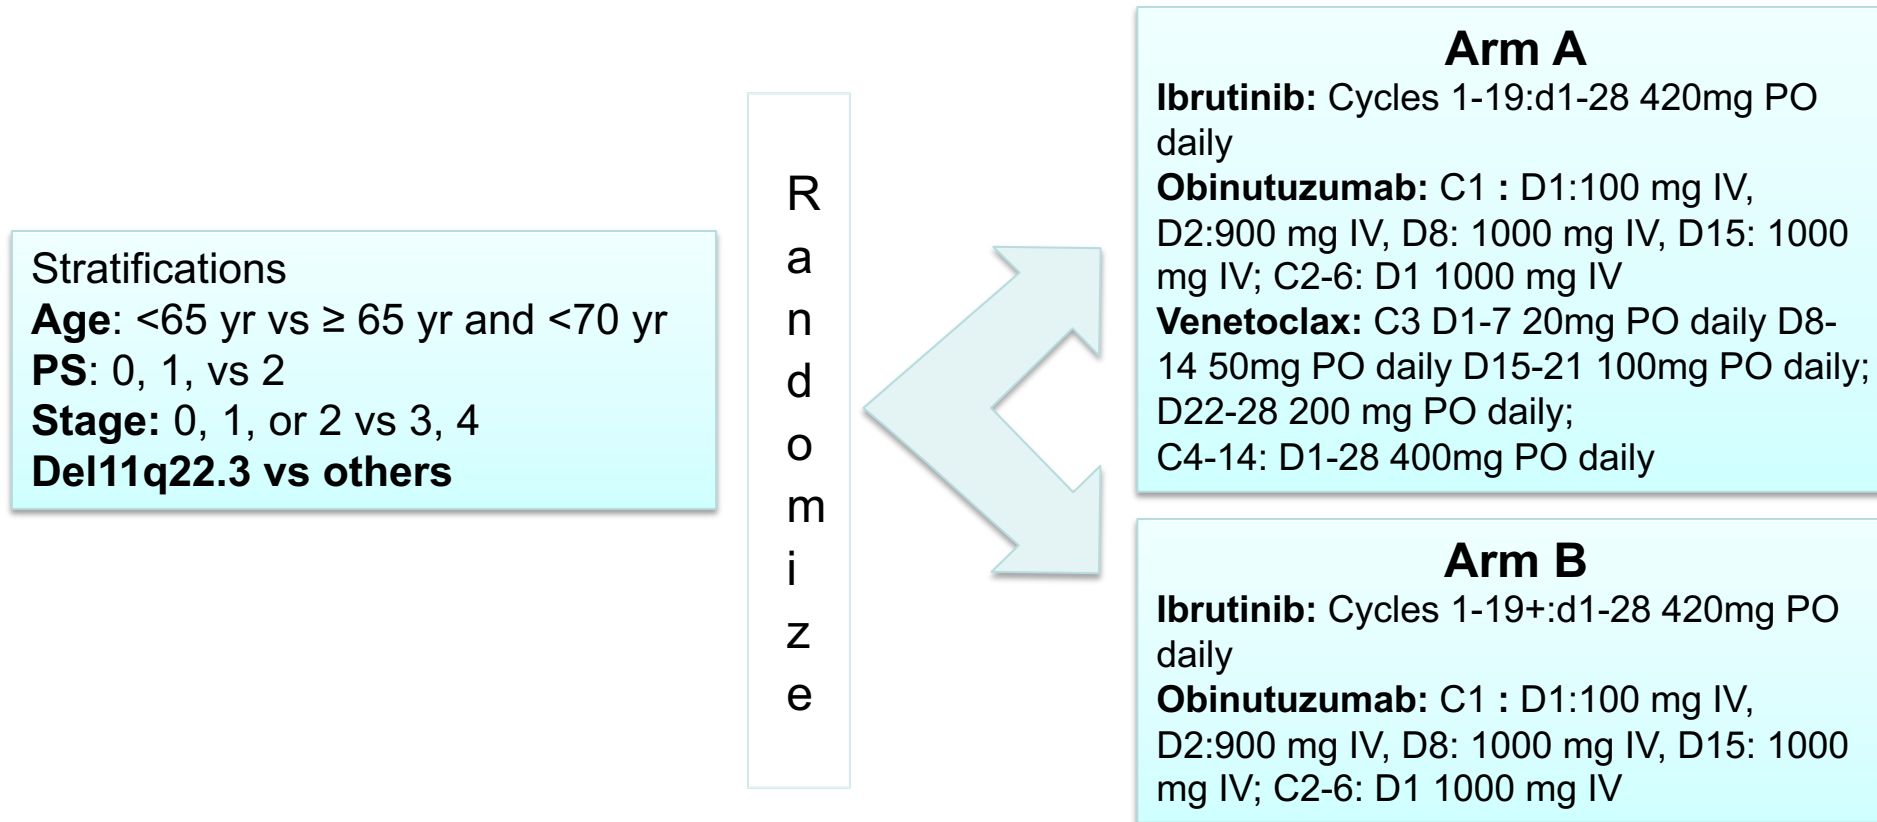 Stratifications
Age: <65 yr vs ≥ 65 yr and <70 yr
PS: 0, 1, vs 2
Stage: 0, 1, or 2 vs 3, 4
Del11q22.3 vs others
R
a
n
d
o
m
i
z
e
Arm A
Ibrutinib: Cycles 1-19:d1-28 420mg PO
daily
Obinutuzumab: C1 : D1:100 mg IV,
D2:900 mg IV, D8: 1000 mg IV, D15: 1000
mg IV; C2-6: D1 1000 mg IV
Venetoclax: C3 D1-7 20mg PO daily D8-
14 50mg PO daily D15-21 100mg PO daily;
D22-28 200 mg PO daily;
C4-14: D1-28 400mg PO daily
Arm B
Ibrutinib: Cycles 1-19+:d1-28 420mg PO
daily
Obinutuzumab: C1 : D1:100 mg IV,
D2:900 mg IV, D8: 1000 mg IV, D15: 1000
mg IV; C2-6: D1 1000 mg IV